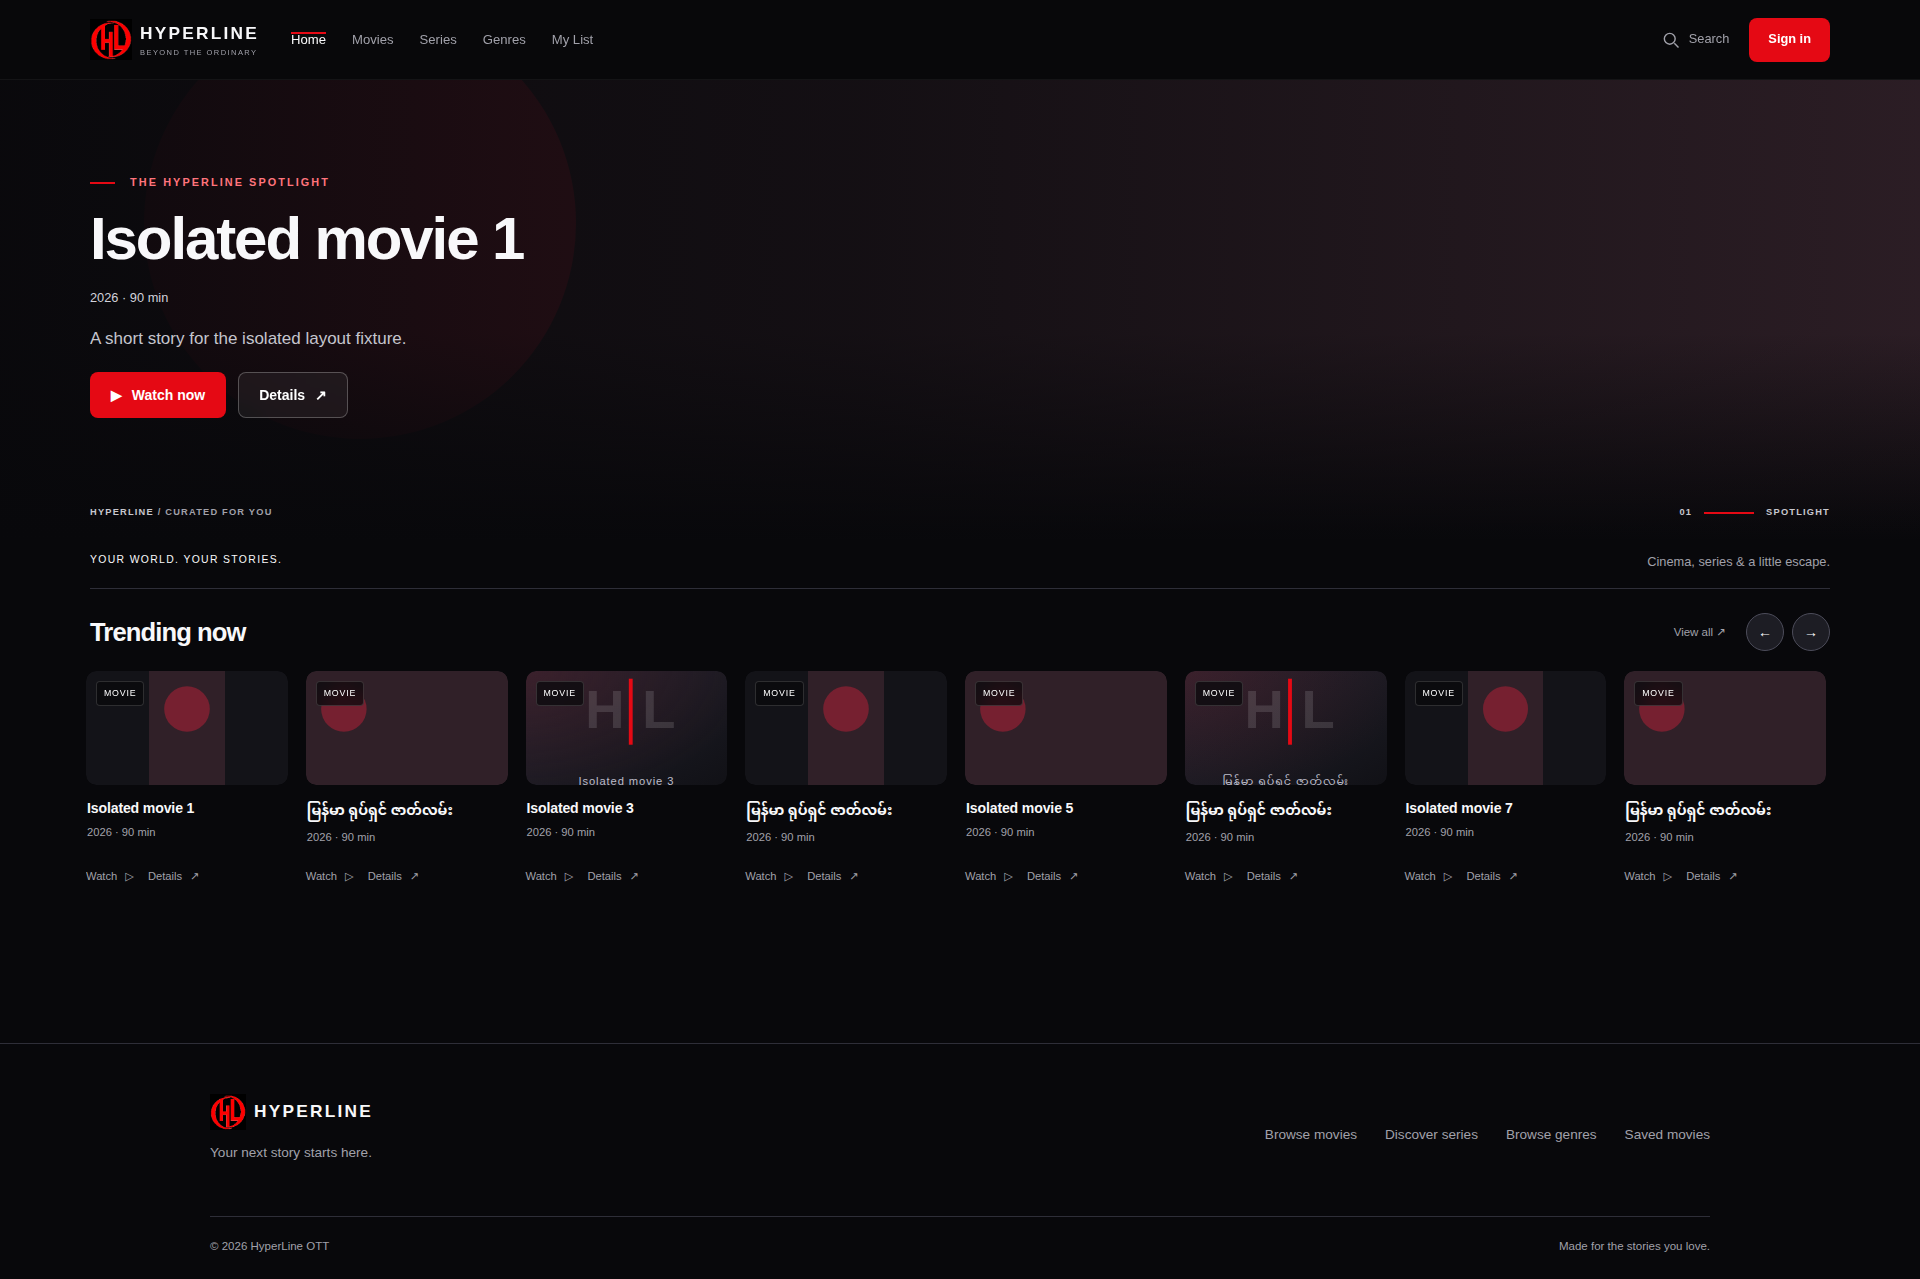 HYPERLINE
BEYOND THE ORDINARY
Home Movies Series Genres My List
Search
Sign in
THE HYPERLINE SPOTLIGHT
Isolated movie 1
2026 · 90 min
A short story for the isolated layout fixture.
▶ Watch now
Details ↗
HYPERLINE / CURATED FOR YOU
01 SPOTLIGHT
YOUR WORLD. YOUR STORIES.
Cinema, series & a little escape.
Trending now
View all ↗ ← →
MOVIE
Isolated movie 1
2026 · 90 min
Watch ▷ Details ↗
MOVIE
မြန်မာ ရုပ်ရှင် ဇာတ်လမ်း
2026 · 90 min
Watch ▷ Details ↗
MOVIE
H L
Isolated movie 3
Isolated movie 3
2026 · 90 min
Watch ▷ Details ↗
MOVIE
မြန်မာ ရုပ်ရှင် ဇာတ်လမ်း
2026 · 90 min
Watch ▷ Details ↗
MOVIE
Isolated movie 5
2026 · 90 min
Watch ▷ Details ↗
MOVIE
H L
မြန်မာ ရုပ်ရှင် ဇာတ်လမ်း
မြန်မာ ရုပ်ရှင် ဇာတ်လမ်း
2026 · 90 min
Watch ▷ Details ↗
MOVIE
Isolated movie 7
2026 · 90 min
Watch ▷ Details ↗
MOVIE
မြန်မာ ရုပ်ရှင် ဇာတ်လမ်း
2026 · 90 min
Watch ▷ Details ↗
HYPERLINE
Your next story starts here.
Browse movies Discover series Browse genres Saved movies
© 2026 HyperLine OTT
Made for the stories you love.